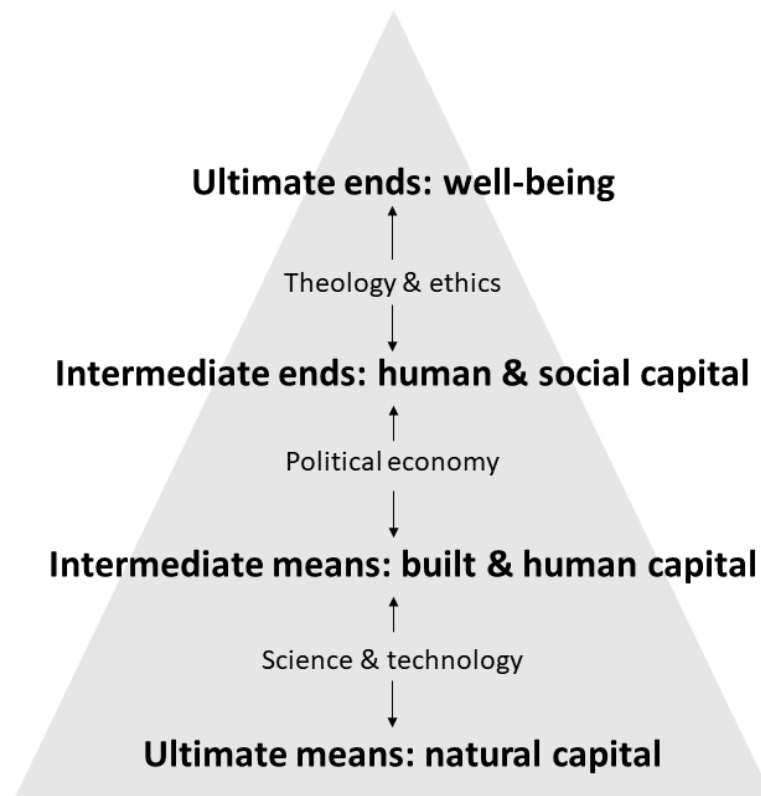 Ultimate ends: well-being
Theology & ethics
Intermediate ends: human & social capital
Political economy
Intermediate means: built & human capital
Science & technology
Ultimate means: natural capital